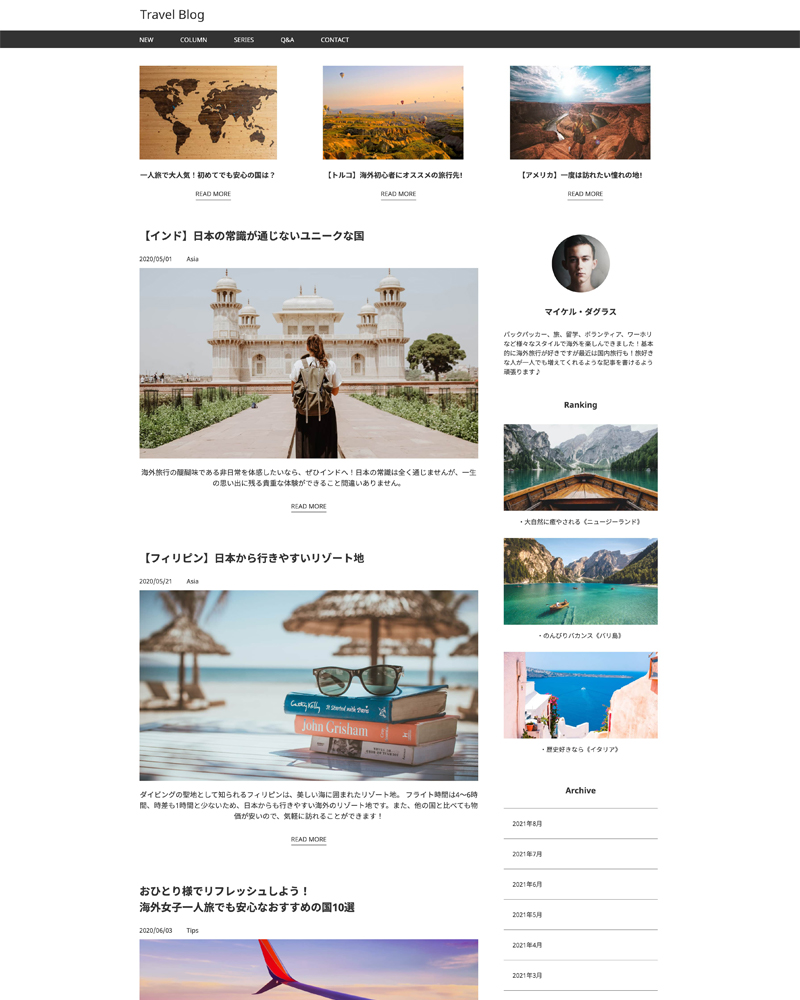 Travel Blog
NEW COLUMN SERIES Q&A CONTACT
一人旅で大人気！初めてでも安心の国は？
【トルコ】海外初心者にオススメの旅行先!
【アメリカ】一度は訪れたい憧れの地!
READ MORE
READ MORE
READ MORE
【インド】日本の常識が通じないユニークな国
2020/05/01 Asia
海外旅行の醍醐味である非日常を体感したいなら、ぜひインドへ！日本の常識は全く通じませんが、一生
の思い出に残る貴重な体験ができること間違いありません。
READ MORE
【フィリピン】日本から行きやすいリゾート地
2020/05/21 Asia
Cathy Kelly It Started with Paris
John Grisham
ダイビングの聖地として知られるフィリピンは、美しい海に囲まれたリゾート地。 フライト時間は4〜6時
間、時差も1時間と少ないため、日本からも行きやすい海外のリゾート地です。また、他の国と比べても物
価が安いので、気軽に訪れることができます！
READ MORE
おひとり様でリフレッシュしよう！
海外女子一人旅でも安心なおすすめの国10選
2020/06/03 Tips
マイケル・ダグラス
バックパッカー、旅、留学、ボランティア、ワーホリ
など様々なスタイルで海外を楽しんできました！基本
的に海外旅行が好きですが最近は国内旅行も！旅好き
な人が一人でも増えてくれるような記事を書けるよう
頑張ります♪
Ranking
・大自然に癒やされる《ニュージーランド》
・のんびりバカンス《バリ島》
・歴史好きなら《イタリア》
Archive
2021年8月
2021年7月
2021年6月
2021年5月
2021年4月
2021年3月